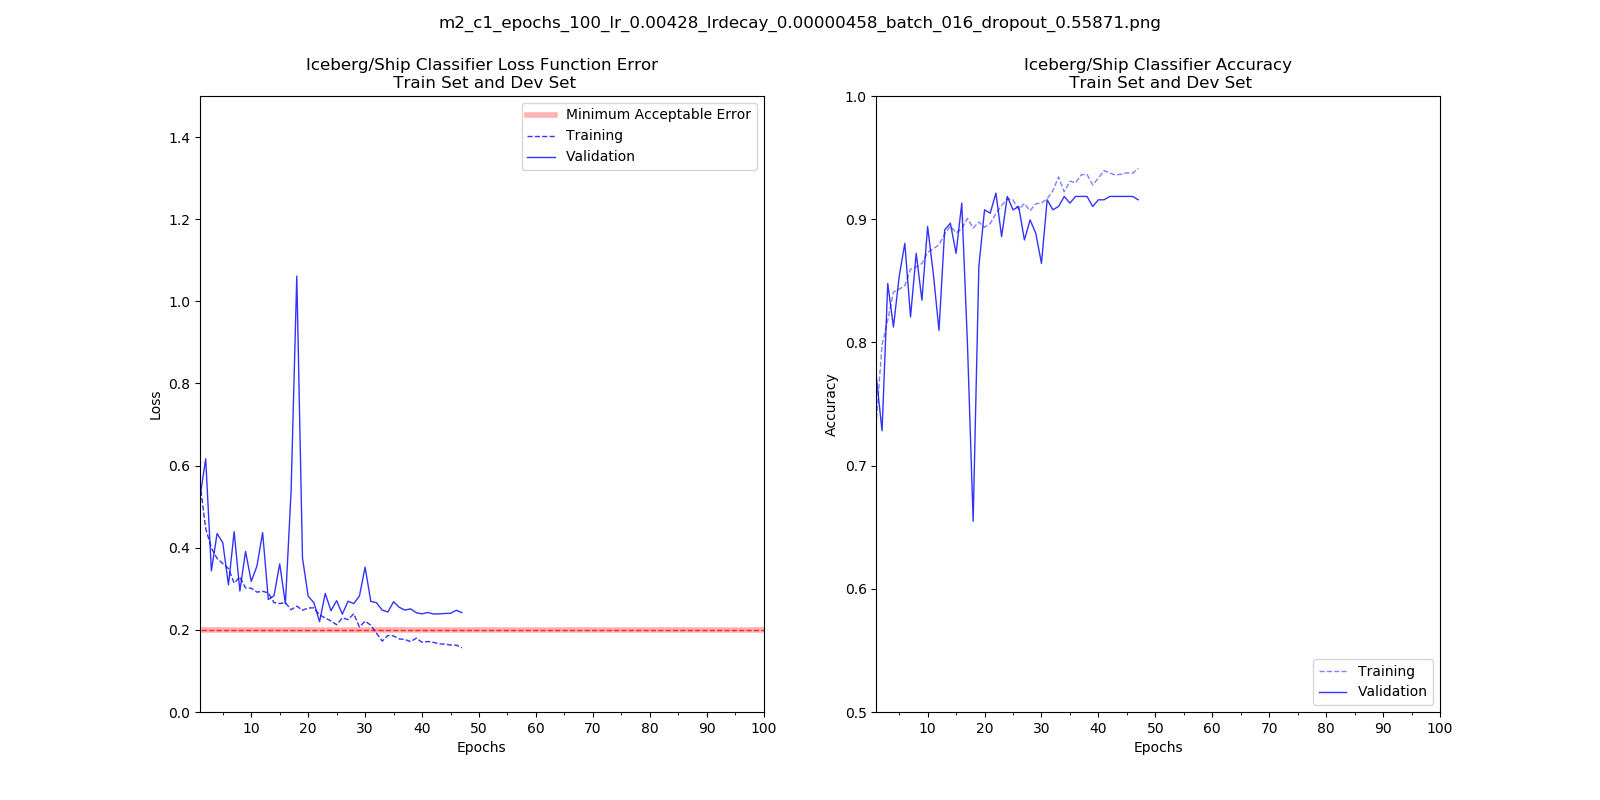 m2_c1_epochs_100_lr_0.00428_lrdecay_0.00000458_batch_016_dropout_0.55871.png
Iceberg/Ship Classifier Loss Function Error
Train Set and Dev Set
Minimum Acceptable Error
Training
Validation
1.4
1.2
1.0
0.8
0.6
0.4
0.2
0.0
Loss
10 20 30 40 50 60 70 80 90 100
Epochs
Iceberg/Ship Classifier Accuracy
Train Set and Dev Set
1.0
0.9
0.8
0.7
0.6
0.5
Accuracy
Training
Validation
10 20 30 40 50 60 70 80 90 100
Epochs